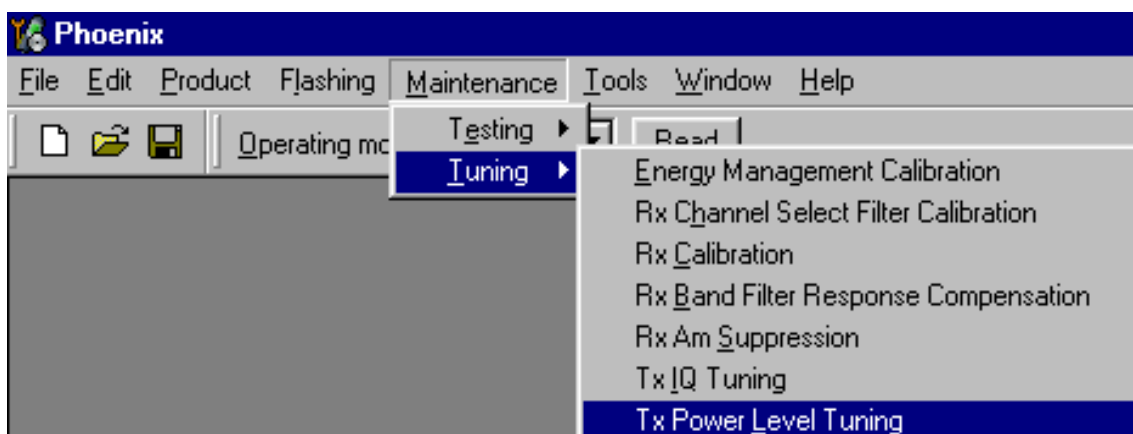 Phoenix
File Edit Product Flashing Maintenance Tools Window Help
Operating mo Read
Testing
Tuning
Energy Management Calibration
Rx Channel Select Filter Calibration
Rx Calibration
Rx Band Filter Response Compensation
Rx Am Suppression
Tx IQ Tuning
Tx Power Level Tuning